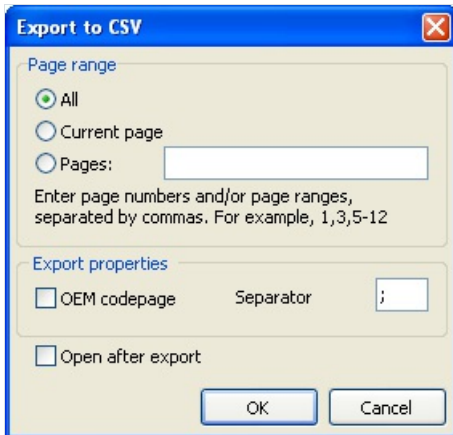 Export to CSV
Page range
All
Current page
Pages:
Enter page numbers and/or page ranges,
separated by commas. For example, 1,3,5-12
Export properties
OEM codepage Separator ;
Open after export
OK Cancel